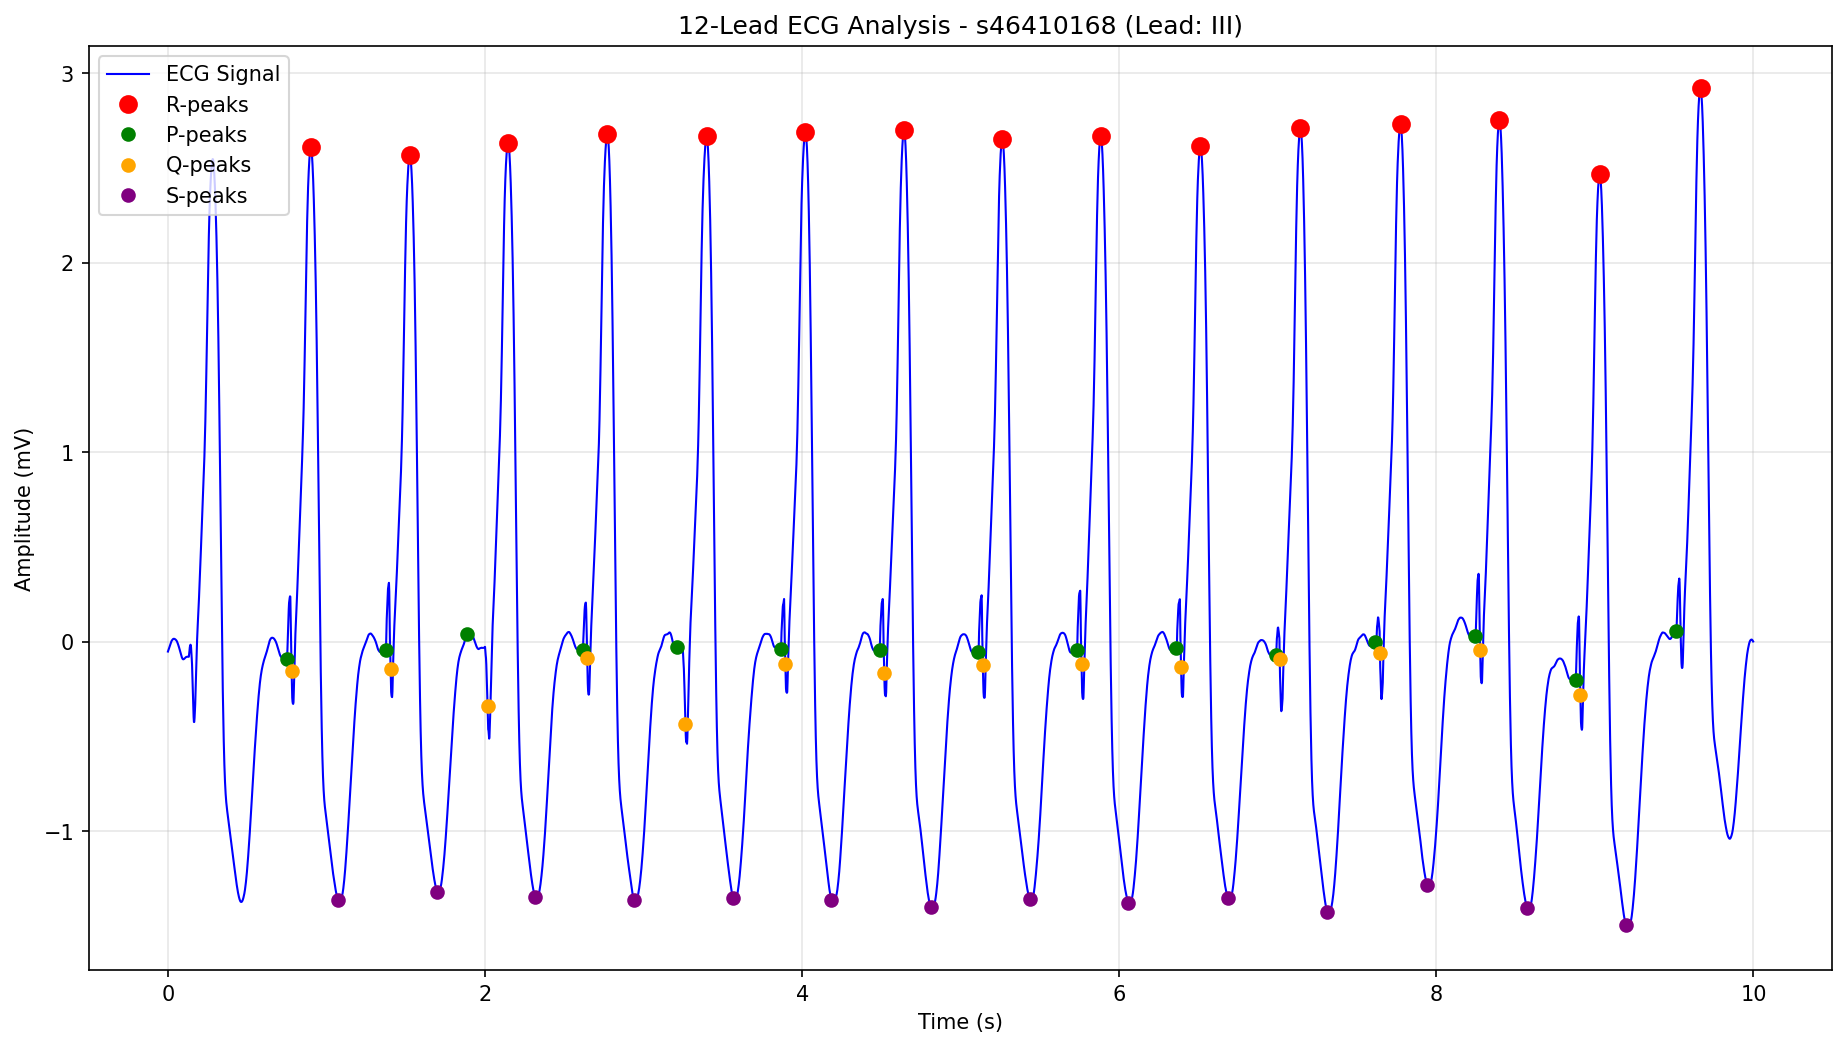 12-Lead ECG Analysis - s46410168 (Lead: III)
ECG Signal
R-peaks
P-peaks
Q-peaks
S-peaks
Amplitude (mV)
3
2
1
0
−1
0
2
4
6
8
10
Time (s)